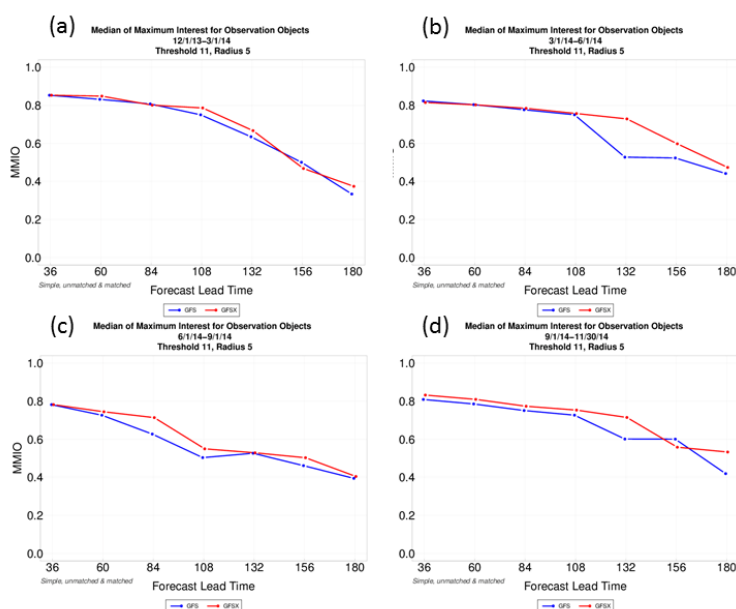 (a)
Median of Maximum Interest for Observation Objects
12/1/13–3/1/14
Threshold 11, Radius 5
1.0
0.8
0.6
0.4
0.2
0.0
MMIO
36 60 84 108 132 156 180
Simple, unmatched & matched
Forecast Lead Time
GFS GFSX
(b)
Median of Maximum Interest for Observation Objects
3/1/14–6/1/14
Threshold 11, Radius 5
1.0
0.8
0.6
0.4
0.2
0.0
36 60 84 108 132 156 180
Simple, unmatched & matched
Forecast Lead Time
GFS GFSX
(c)
Median of Maximum Interest for Observation Objects
6/1/14–9/1/14
Threshold 11, Radius 5
1.0
0.8
0.6
0.4
0.2
0.0
MMIO
36 60 84 108 132 156 180
Forecast Lead Time
Simple, unmatched & matched
GFS GFSX
(d)
Median of Maximum Interest for Observation Objects
9/1/14–11/30/14
Threshold 11, Radius 5
1.0
0.8
0.6
0.4
0.2
0.0
36 60 84 108 132 156 180
Forecast Lead Time
Simple, unmatched & matched
GFS GFSX